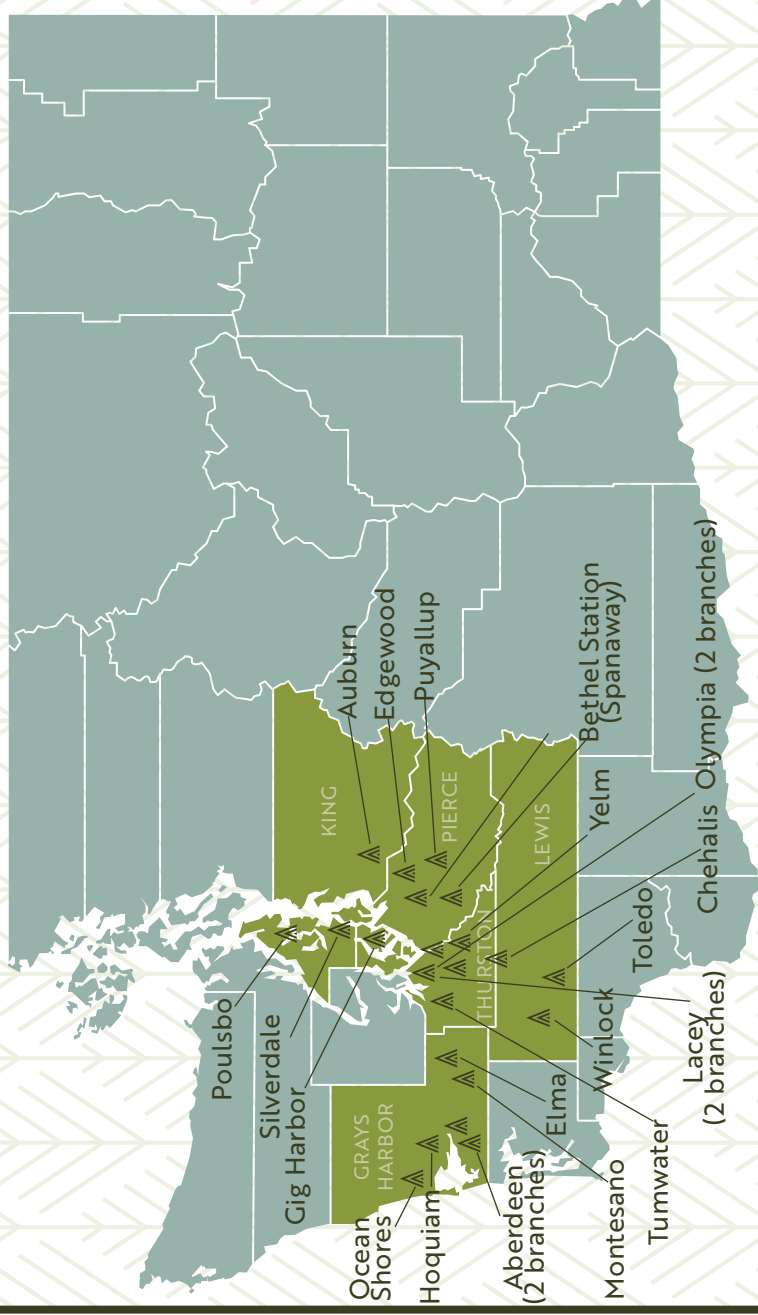 Poulsbo
Silverdale
Gig Harbor
Ocean
Shores
Hoquiam
Aberdeen
(2 branches)
Montesano
Elma
Tumwater
Winlock
Lacey
(2 branches)
Toledo
Chehalis
Olympia (2 branches)
Yelm
Bethel Station
(Spanaway)
Puyallup
Edgewood
Auburn
KING
PIERCE
LEWIS
THURSTON
GRAYS
HARBOR